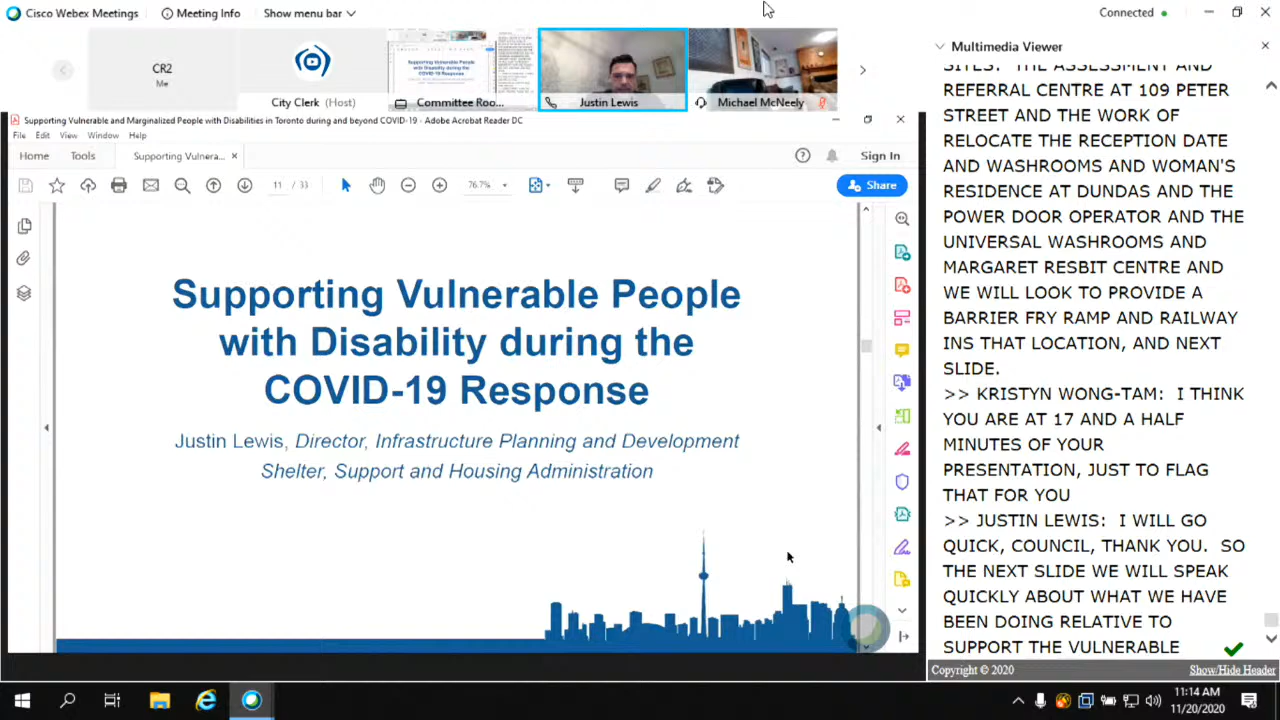 Cisco Webex Meetings
Meeting Info
Show menu bar
Connected
CR2
Me
City Clerk (Host)
Supporting Vulnerable People
with Disability during the
COVID-19 Response
Committee Roo...
Justin Lewis
Michael McNeely
Supporting Vulnerable and Marginalized People with Disabilities in Toronto during and beyond COVID-19 - Adobe Acrobat Reader DC
File Edit View Window Help
Home Tools Supporting Vulnera... Sign In
11 / 33 76.7% Share
Supporting Vulnerable People
with Disability during the
COVID-19 Response
Justin Lewis, Director, Infrastructure Planning and Development
Shelter, Support and Housing Administration
Multimedia Viewer
REFERRAL CENTRE AT 109 PETER
STREET AND THE WORK OF
RELOCATE THE RECEPTION DATE
AND WASHROOMS AND WOMAN'S
RESIDENCE AT DUNDAS AND THE
POWER DOOR OPERATOR AND THE
UNIVERSAL WASHROOMS AND
MARGARET RESBIT CENTRE AND
WE WILL LOOK TO PROVIDE A
BARRIER FRY RAMP AND RAILWAY
INS THAT LOCATION, AND NEXT
SLIDE.
>> KRISTYN WONG-TAM: I THINK
YOU ARE AT 17 AND A HALF
MINUTES OF YOUR
PRESENTATION, JUST TO FLAG
THAT FOR YOU
>> JUSTIN LEWIS: I WILL GO
QUICK, COUNCIL, THANK YOU. SO
THE NEXT SLIDE WE WILL SPEAK
QUICKLY ABOUT WHAT WE HAVE
BEEN DOING RELATIVE TO
SUPPORT THE VULNERABLE
Copyright © 2020 Show/Hide Header
11:14 AM
11/20/2020